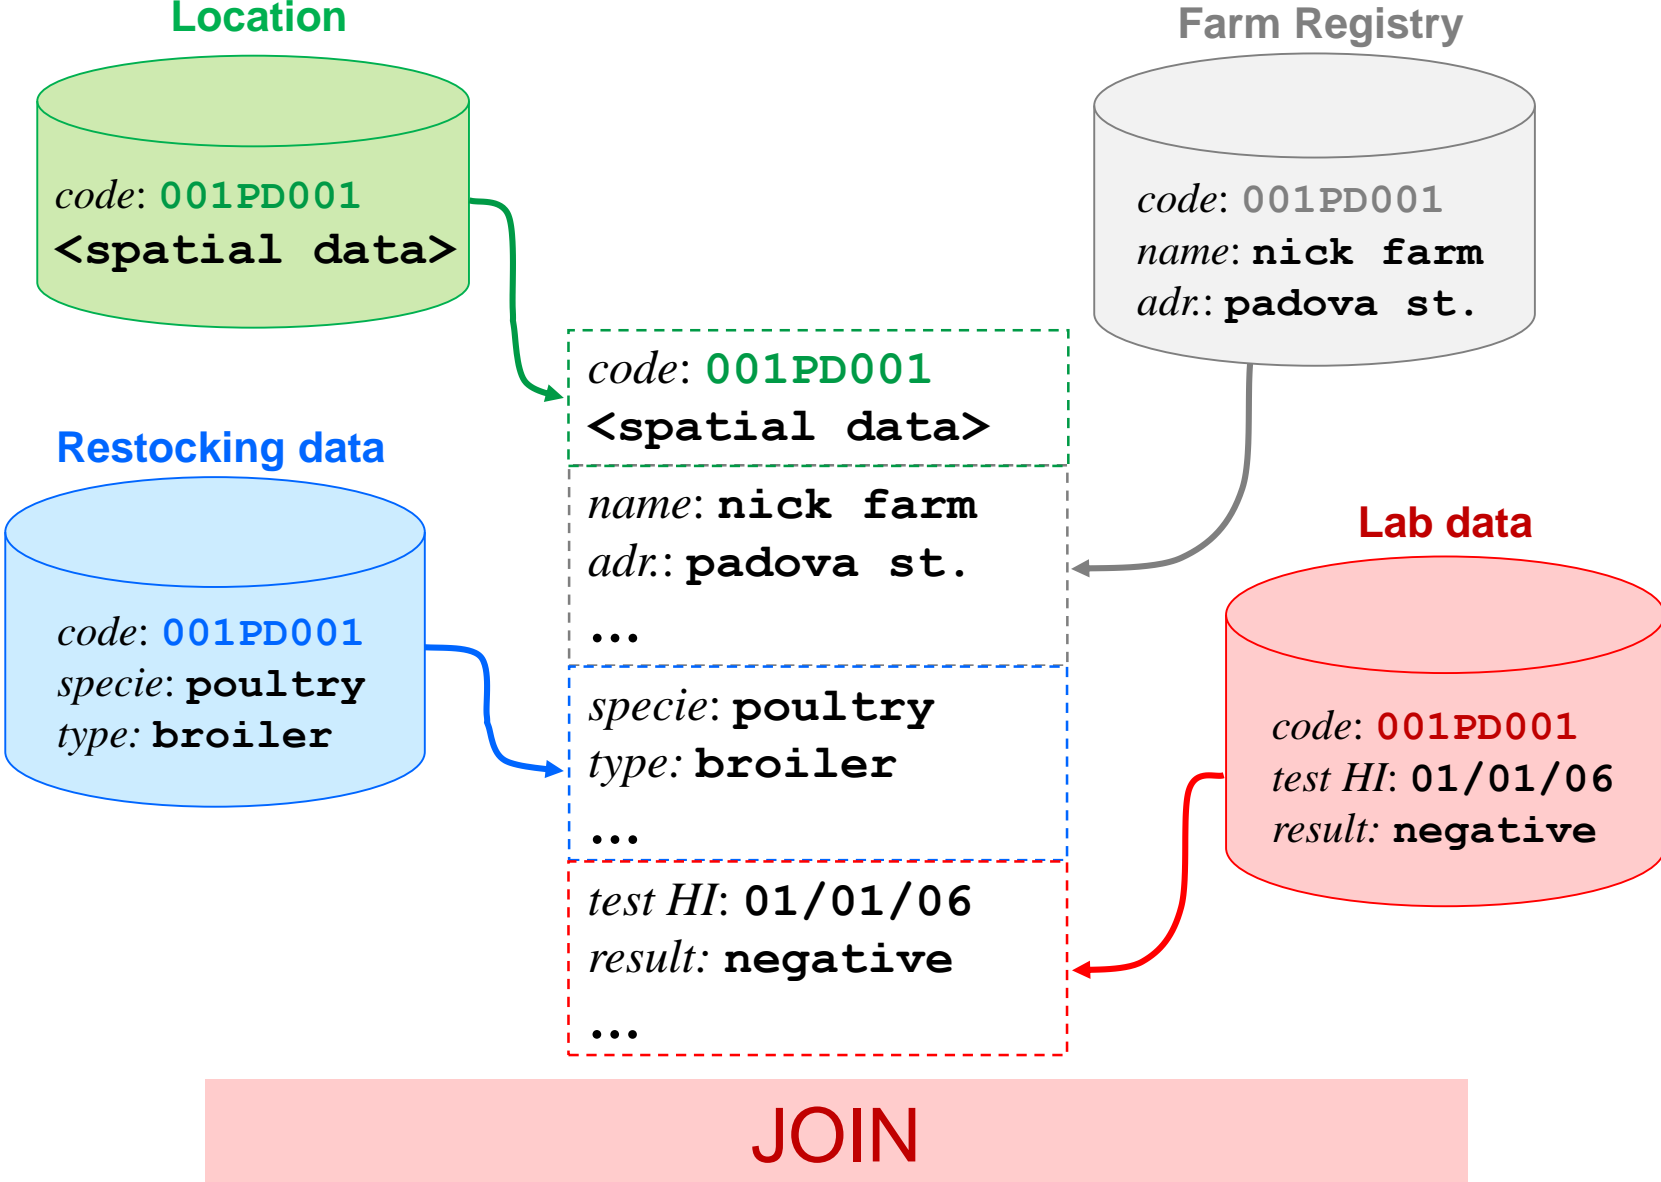 Location
code: 001PD001
<spatial data>
Farm Registry
code: 001PD001
name: nick farm
adr.: padova st.
code: 001PD001
<spatial data>
name: nick farm
adr.: padova st.
...
specie: poultry
type: broiler
...
test HI: 01/01/06
result: negative
...
Restocking data
code: 001PD001
specie: poultry
type: broiler
Lab data
code: 001PD001
test HI: 01/01/06
result: negative
JOIN